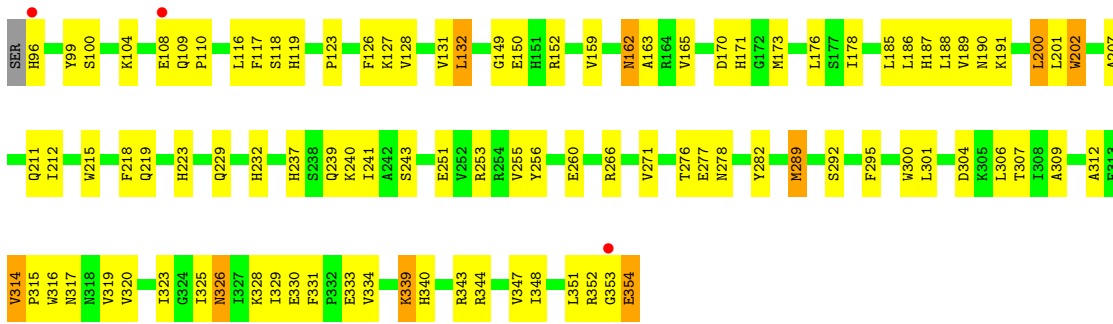 SER H96 Y99 S100 K104 E108 Q109 P110 L116 F117 S118 H119 P123 F126 K127 V128 V131 L132 G149 E150 H151 R152 V159 N162 A163 R164 V165 D170 H171 G172 M173 L176 S177 I178 L185 L186 H187 L188 V189 N190 K191 L200 L201 W202
Q211 I212 W215 F218 Q219 H223 Q229 H232 H237 S238 Q239 K240 I241 A242 S243 E251 V252 R253 R254 V255 Y256 E260 R266 V271 T276 E277 N278 Y282 M289 S292 F295 W300 L301 D304 K305 L306 T307 I308 A309 A312
V314 P315 W316 N317 N318 V319 V320 I323 G324 I325 N326 I327 K328 I329 E330 F331 P332 E333 V334 K339 H340 R343 R344 V347 I348 L351 R352 G353 E354